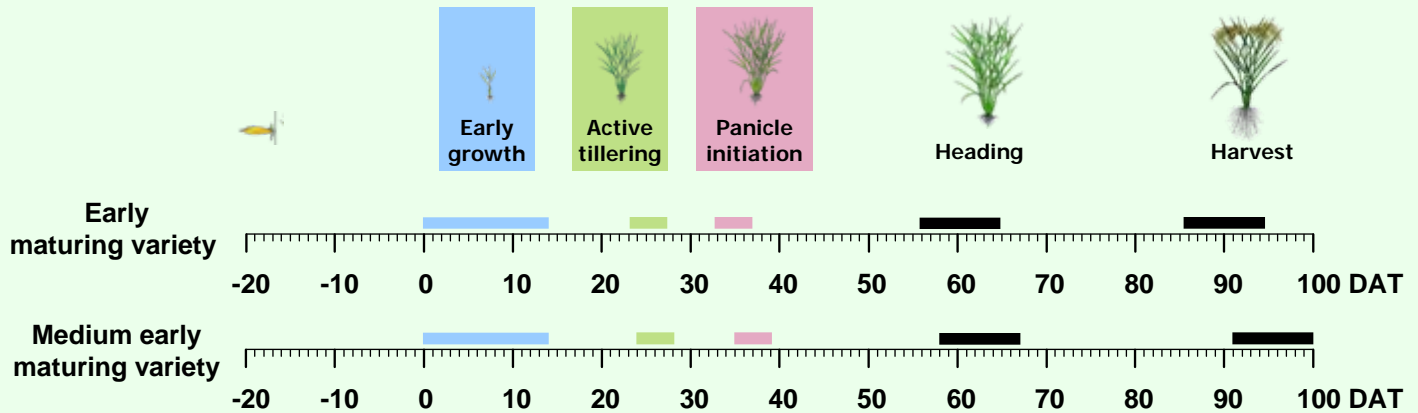 Early
growth
Active
tillering
Panicle
initiation
Heading
Harvest
Early
maturing variety
-20 -10 0 10 20 30 40 50 60 70 80 90 100 DAT
Medium early
maturing variety
-20 -10 0 10 20 30 40 50 60 70 80 90 100 DAT